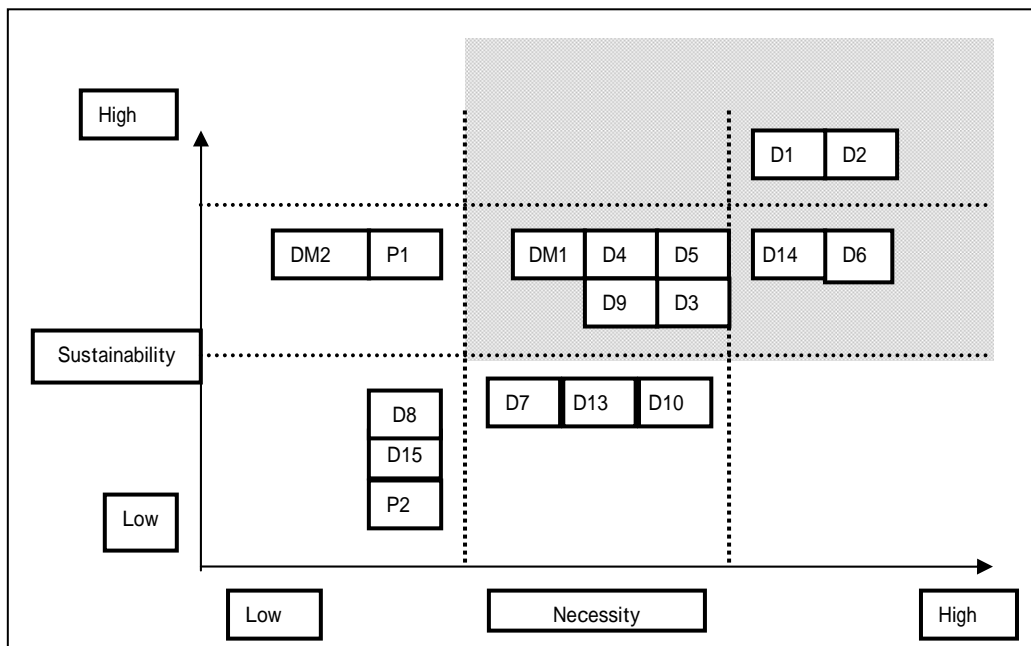 High
D1 D2
DM2 P1 DM1 D4 D5 D14 D6
D9 D3
Sustainability
D7 D13 D10
D8
D15
P2
Low
Low Necessity High